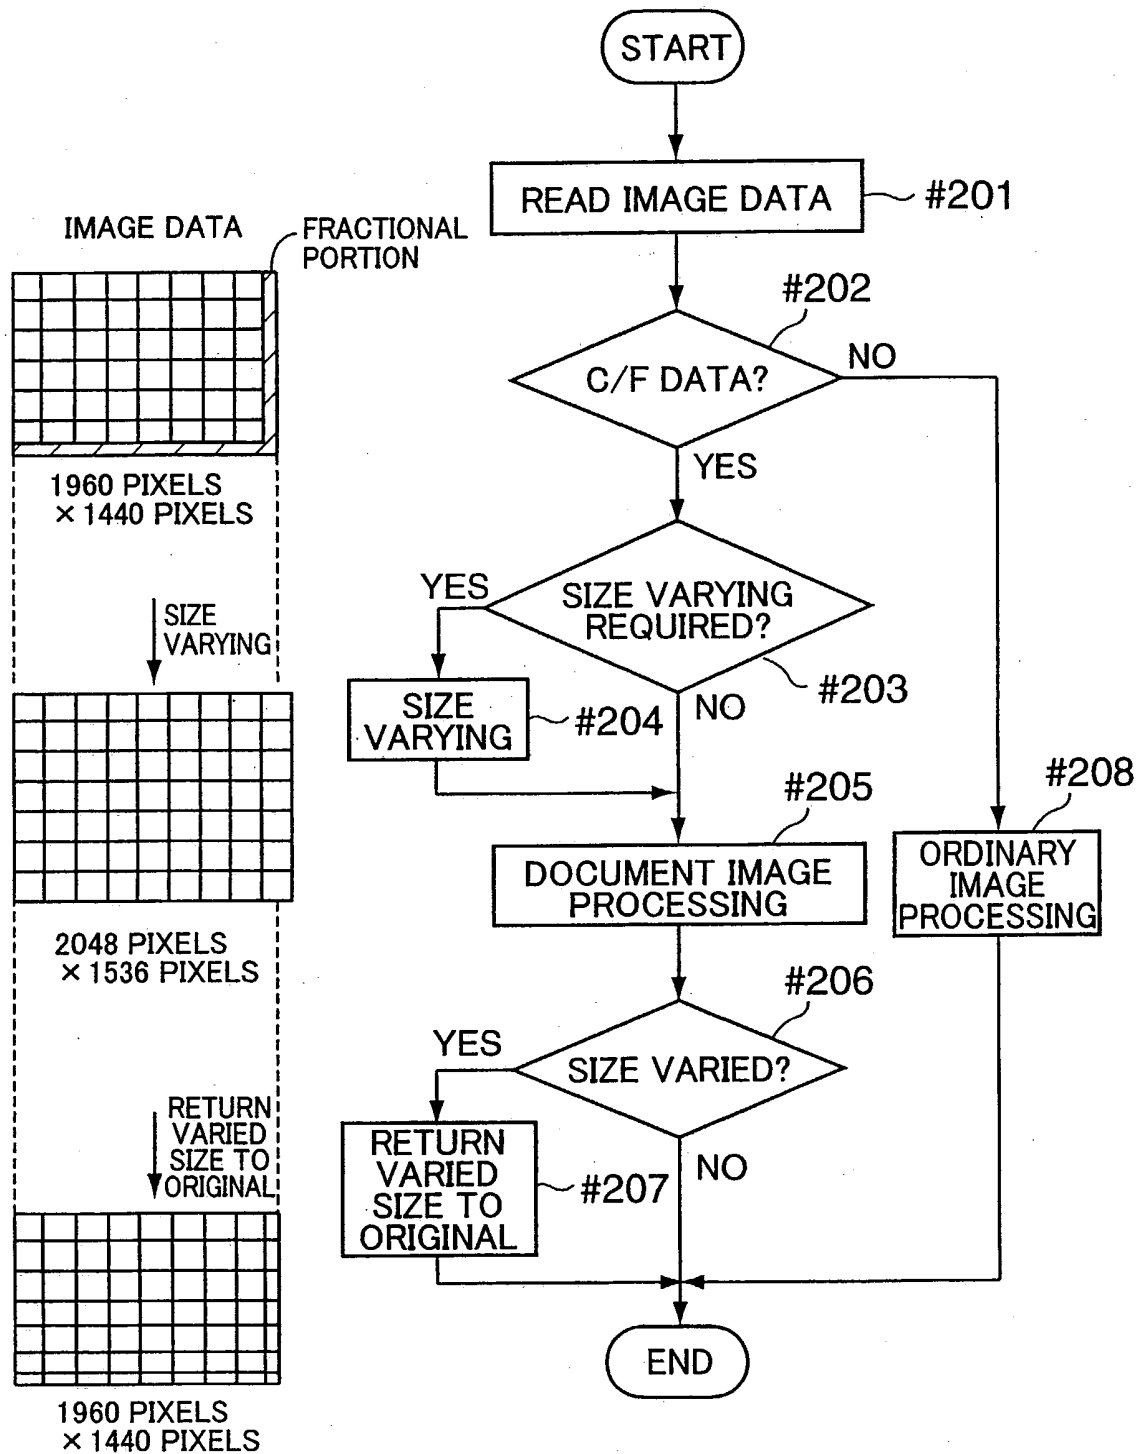 START
READ IMAGE DATA
#201
IMAGE DATA
FRACTIONAL
PORTION
#202
C/F DATA?
NO
YES
1960 PIXELS
× 1440 PIXELS
YES
SIZE VARYING
REQUIRED?
#203
SIZE
VARYING
SIZE
VARYING
#204
NO
#205
#208
DOCUMENT IMAGE
PROCESSING
ORDINARY
IMAGE
PROCESSING
2048 PIXELS
× 1536 PIXELS
#206
YES
SIZE VARIED?
RETURN
VARIED
SIZE TO
ORIGINAL
RETURN
VARIED
SIZE TO
ORIGINAL
#207
NO
END
1960 PIXELS
× 1440 PIXELS